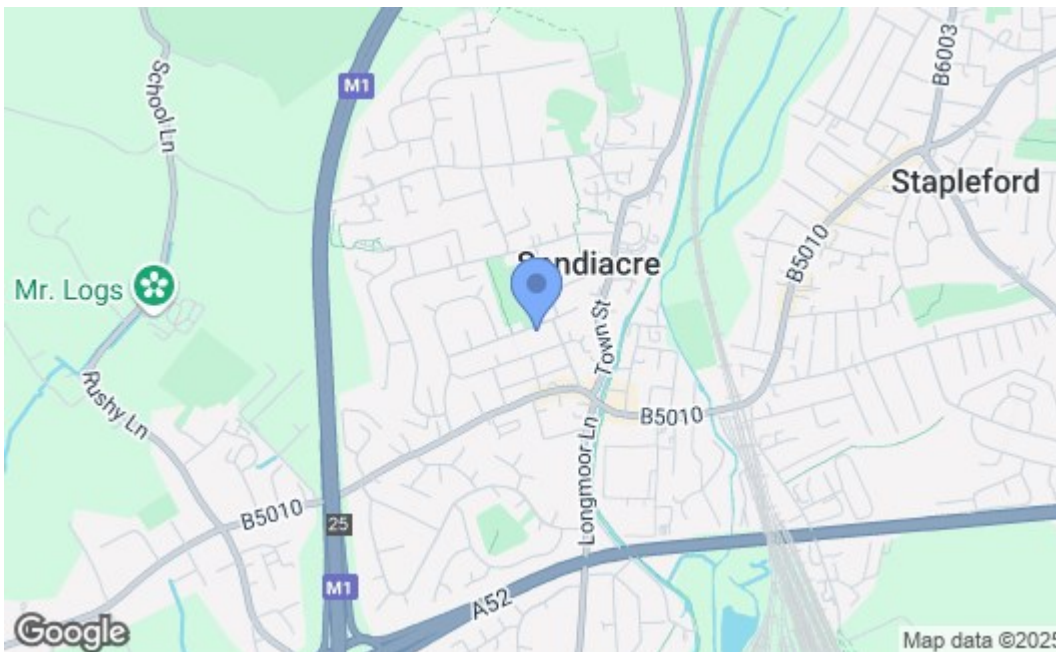 School Ln
M1
B6003
Stapleford
Sandiacre
B5010
Mr. Logs
Town St
Rushy Ln
B5010
Longmoor Ln
B5010
25
M1
A52
Google
Map data ©2025